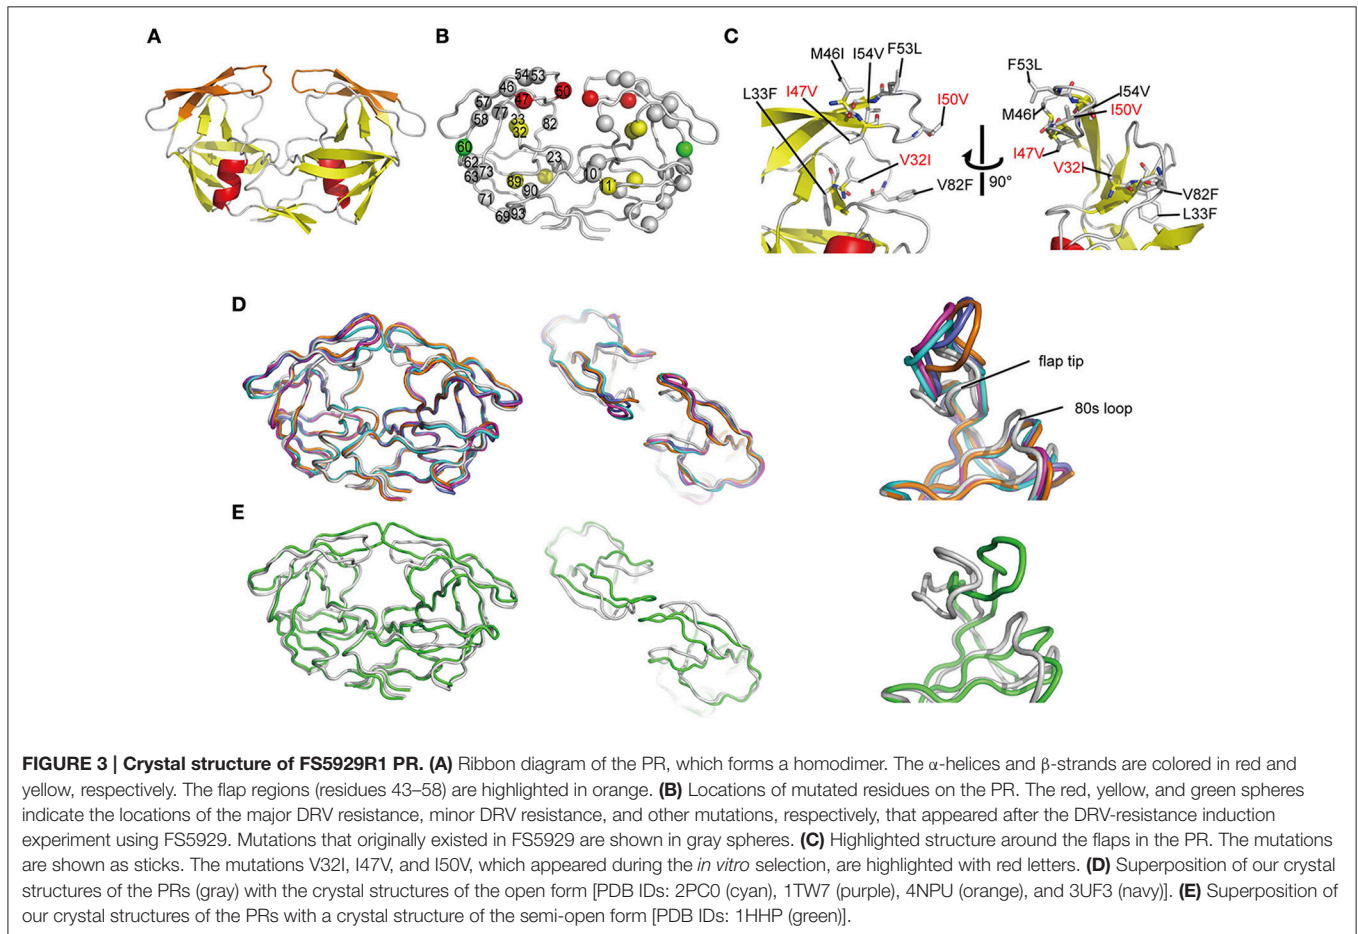 A
B
C
54 53
46
50
57
47
58
77
33
32
82
60
23
62
73
10
63
89
1
90
71
69 93
M46I
I54V
F53L
L33F
I47V
I50V
V32I
V82F
90°
F53L
I54V
M46I
I50V
I47V
V32I
V82F
L33F
D
flap tip
80s loop
E
FIGURE 3 | Crystal structure of FS5929R1 PR. (A) Ribbon diagram of the PR, which forms a homodimer. The α-helices and β-strands are colored in red and
yellow, respectively. The flap regions (residues 43–58) are highlighted in orange. (B) Locations of mutated residues on the PR. The red, yellow, and green spheres
indicate the locations of the major DRV resistance, minor DRV resistance, and other mutations, respectively, that appeared after the DRV-resistance induction
experiment using FS5929. Mutations that originally existed in FS5929 are shown in gray spheres. (C) Highlighted structure around the flaps in the PR. The mutations
are shown as sticks. The mutations V32I, I47V, and I50V, which appeared during the in vitro selection, are highlighted with red letters. (D) Superposition of our crystal
structures of the PRs (gray) with the crystal structures of the open form [PDB IDs: 2PC0 (cyan), 1TW7 (purple), 4NPU (orange), and 3UF3 (navy)]. (E) Superposition of
our crystal structures of the PRs with a crystal structure of the semi-open form [PDB IDs: 1HHP (green)].